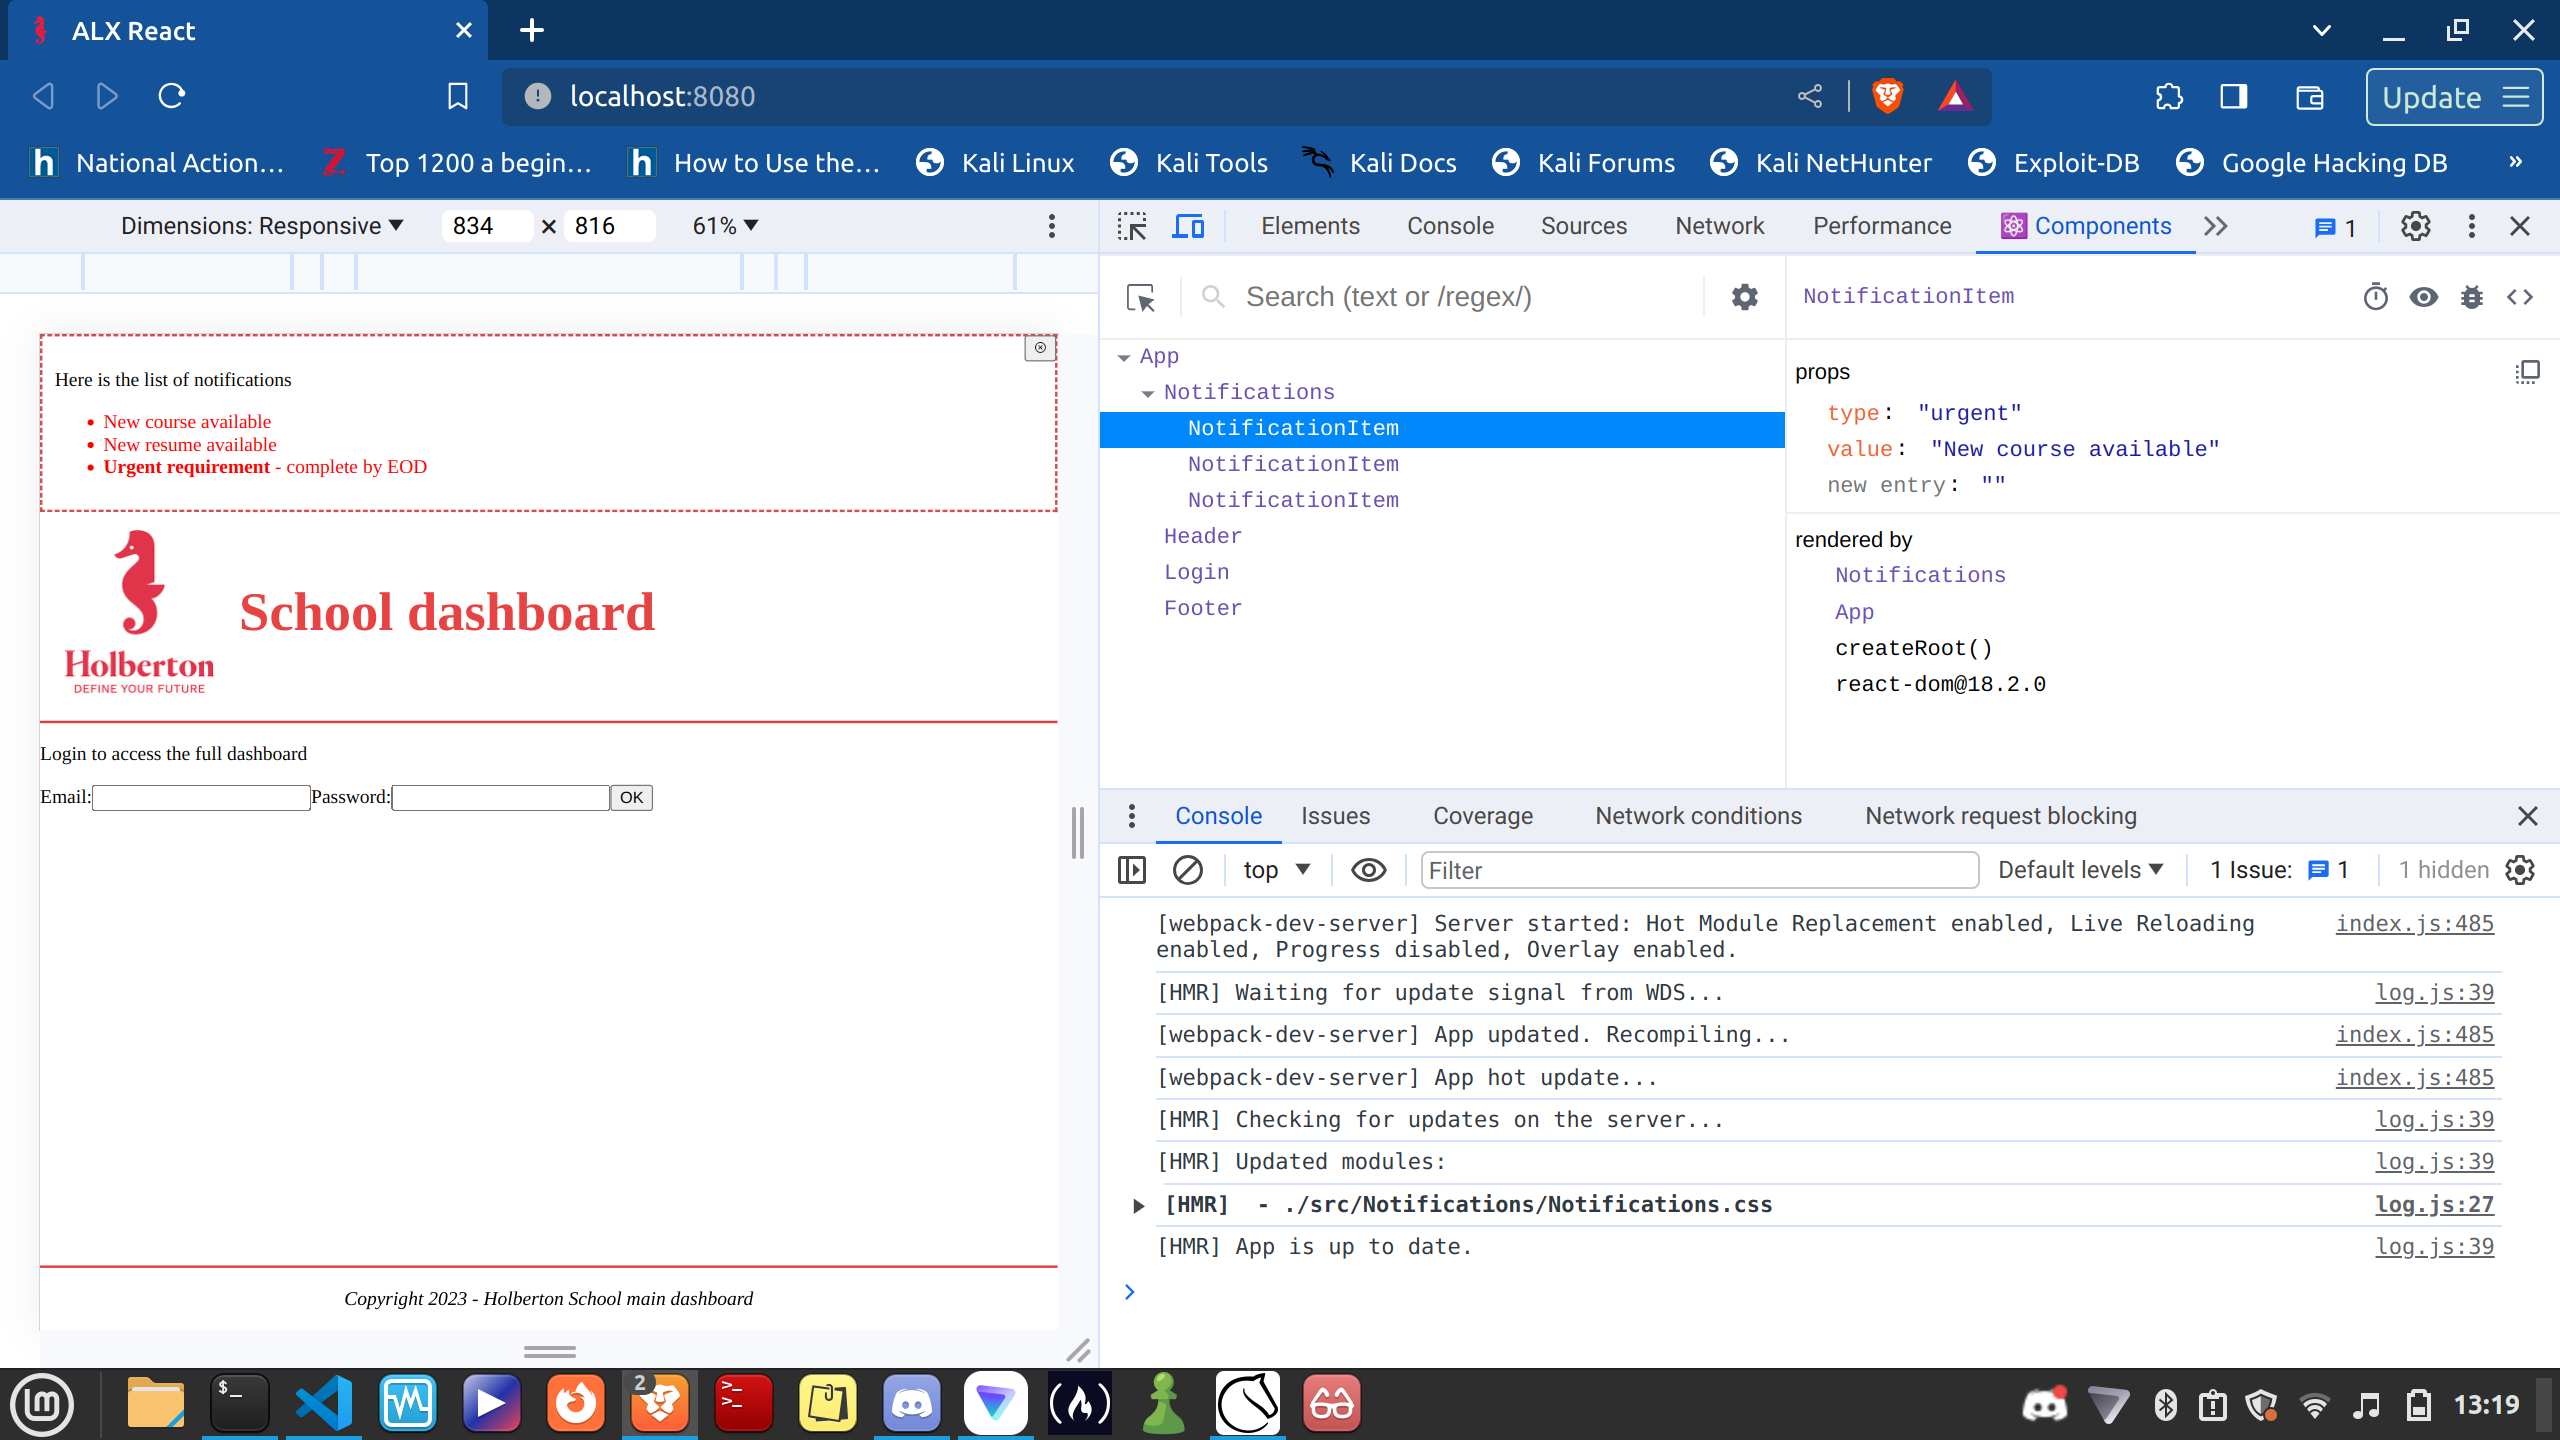 ALX React
localhost:8080
Update
National Action...
Top 1200 a begin...
How to Use the...
Kali Linux
Kali Tools
Kali Docs
Kali Forums
Kali NetHunter
Exploit-DB
Google Hacking DB
»
Dimensions: Responsive
834 × 816
61%
Elements
Console
Sources
Network
Performance
Components
1
Search (text or /regex/)
NotificationItem
Here is the list of notifications
New course available
New resume available
Urgent requirement - complete by EOD
Holberton
DEFINE YOUR FUTURE
School dashboard
Login to access the full dashboard
Email:
Password:
OK
Copyright 2023 - Holberton School main dashboard
App
Notifications
NotificationItem
NotificationItem
NotificationItem
Header
Login
Footer
props
type: "urgent"
value: "New course available"
new entry: ""
rendered by
Notifications
App
createRoot()
react-dom@18.2.0
Console
Issues
Coverage
Network conditions
Network request blocking
top
Filter
Default levels
1 Issue: 1
1 hidden
[webpack-dev-server] Server started: Hot Module Replacement enabled, Live Reloading index.js:485
enabled, Progress disabled, Overlay enabled.
[HMR] Waiting for update signal from WDS... log.js:39
[webpack-dev-server] App updated. Recompiling... index.js:485
[webpack-dev-server] App hot update... index.js:485
[HMR] Checking for updates on the server... log.js:39
[HMR] Updated modules: log.js:39
[HMR]  - ./src/Notifications/Notifications.css log.js:27
[HMR] App is up to date. log.js:39
$_
2
>_
>_
13:19